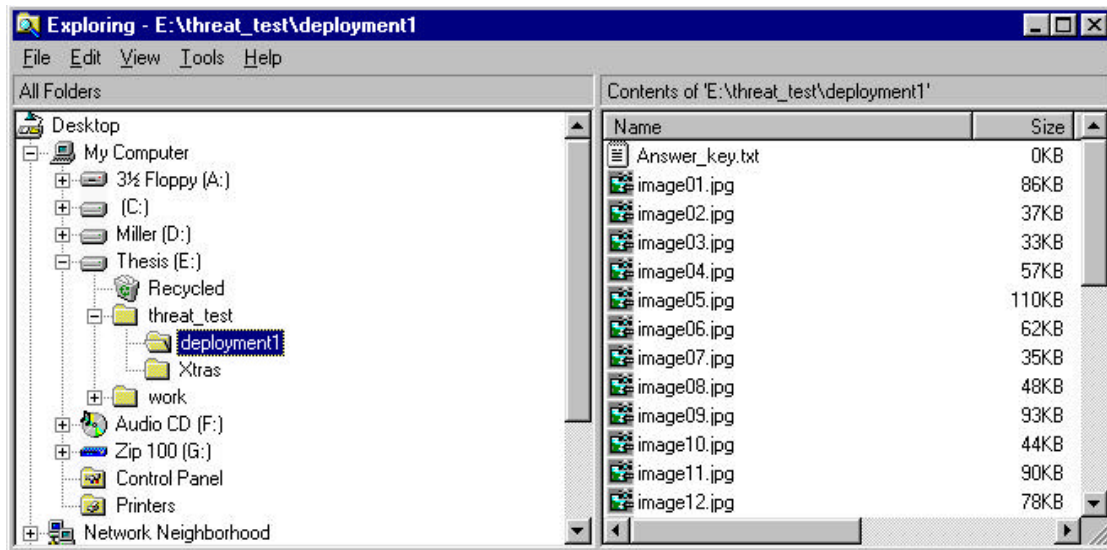 Exploring - E:\threat_test\deployment1
File Edit View Tools Help
All Folders
Contents of 'E:\threat_test\deployment1'
Desktop
My Computer
3½ Floppy (A:)
(C:)
Miller (D:)
Thesis (E:)
Recycled
threat_test
deployment1
Xtras
work
Audio CD (F:)
Zip 100 (G:)
Control Panel
Printers
Network Neighborhood
Name Size
Answer_key.txt 0KB
image01.jpg 86KB
image02.jpg 37KB
image03.jpg 33KB
image04.jpg 57KB
image05.jpg 110KB
image06.jpg 62KB
image07.jpg 35KB
image08.jpg 48KB
image09.jpg 93KB
image10.jpg 44KB
image11.jpg 90KB
image12.jpg 78KB